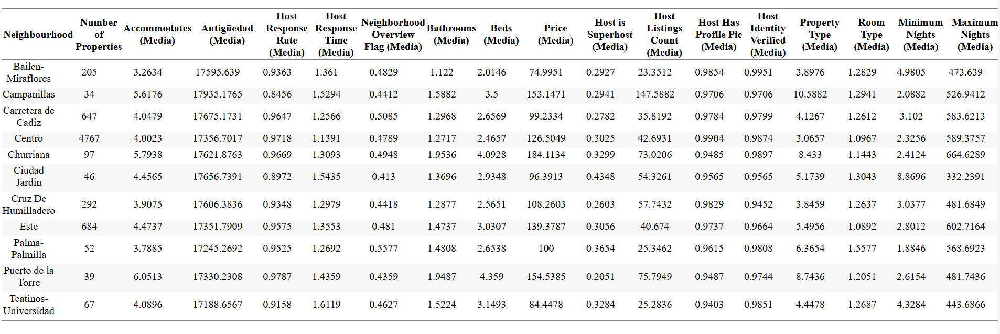 Neighbourhood Number of Properties Accommodates (Media) Antigüedad (Media) Host Response Rate (Media) Host Response Time (Media) Neighborhood Overview Flag (Media) Bathrooms (Media) Beds (Media) Price (Media) Host is Superhost (Media) Host Listings Count (Media) Host Has Profile Pic (Media) Host Identity Verified (Media) Property Type (Media) Room Type (Media) Minimum Nights (Media) Maximum Nights (Media)
Bailen-Miraflores 205 3.2634 17595.639 0.9363 1.361 0.4829 1.122 2.0146 74.9951 0.2927 23.3512 0.9854 0.9951 3.8976 1.2829 4.9805 473.639
Campanillas 34 5.6176 17935.1765 0.8456 1.5294 0.4412 1.5882 3.5 153.1471 0.2941 147.5882 0.9706 0.9706 10.5882 1.2941 2.0882 526.9412
Carretera de Cadiz 647 4.0479 17675.1731 0.9647 1.2566 0.5085 1.2968 2.6569 99.2334 0.2782 35.8192 0.9784 0.9799 4.1267 1.2612 3.102 583.6213
Centro 4767 4.0023 17356.7017 0.9718 1.1391 0.4789 1.2717 2.4657 126.5049 0.3025 42.6931 0.9904 0.9874 3.0657 1.0967 2.3256 589.3757
Churriana 97 5.7938 17621.8763 0.9669 1.3093 0.4948 1.9536 4.0928 184.1134 0.3299 73.0206 0.9485 0.9897 8.433 1.1443 2.4124 664.6289
Ciudad Jardin 46 4.4565 17656.7391 0.8972 1.5435 0.413 1.3696 2.9348 96.3913 0.4348 54.3261 0.9565 0.9565 5.1739 1.3043 8.8696 332.2391
Cruz De Humilladero 292 3.9075 17606.3836 0.9348 1.2979 0.4418 1.2877 2.5651 108.2603 0.2603 57.7432 0.9829 0.9452 3.8459 1.2637 3.0377 481.6849
Este 684 4.4737 17351.7909 0.9575 1.3553 0.481 1.4737 3.0307 139.3787 0.3056 40.674 0.9737 0.9664 5.4956 1.0892 2.8012 602.7164
Palma-Palmilla 52 3.7885 17245.2692 0.9525 1.2692 0.5577 1.4808 2.6538 100 0.3654 25.3462 0.9615 0.9808 6.3654 1.5577 1.8846 568.6923
Puerto de la Torre 39 6.0513 17330.2308 0.9787 1.4359 0.4359 1.9487 4.359 154.5385 0.2051 75.7949 0.9487 0.9744 8.7436 1.2051 2.6154 481.7436
Teatinos-Universidad 67 4.0896 17188.6567 0.9158 1.6119 0.4627 1.5224 3.1493 84.4478 0.3284 25.2836 0.9403 0.9851 4.4478 1.2687 4.3284 443.6866